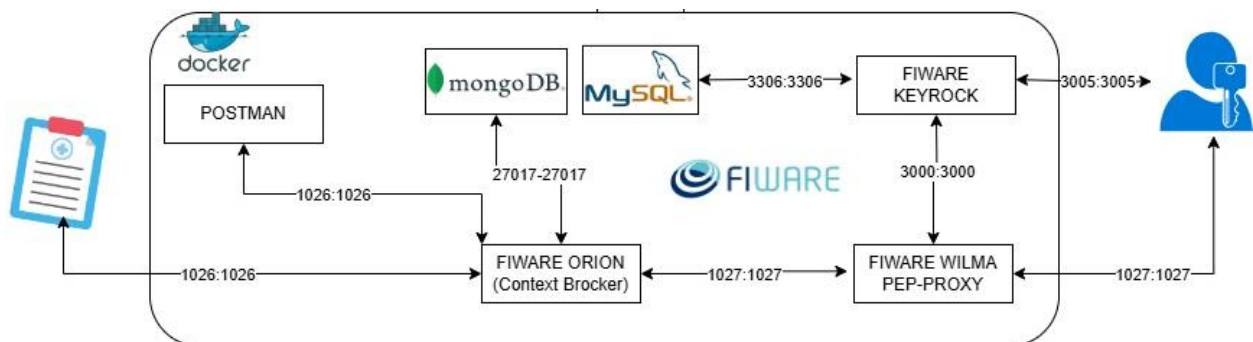 docker
POSTMAN
mongoDB®
MySQL®
3306:3306
FIWARE
KEYROCK
3005:3005
1026:1026
27017-27017
FIWARE
3000:3000
1026:1026
FIWARE ORION
(Context Brocker)
1027:1027
FIWARE WILMA
PEP-PROXY
1027:1027